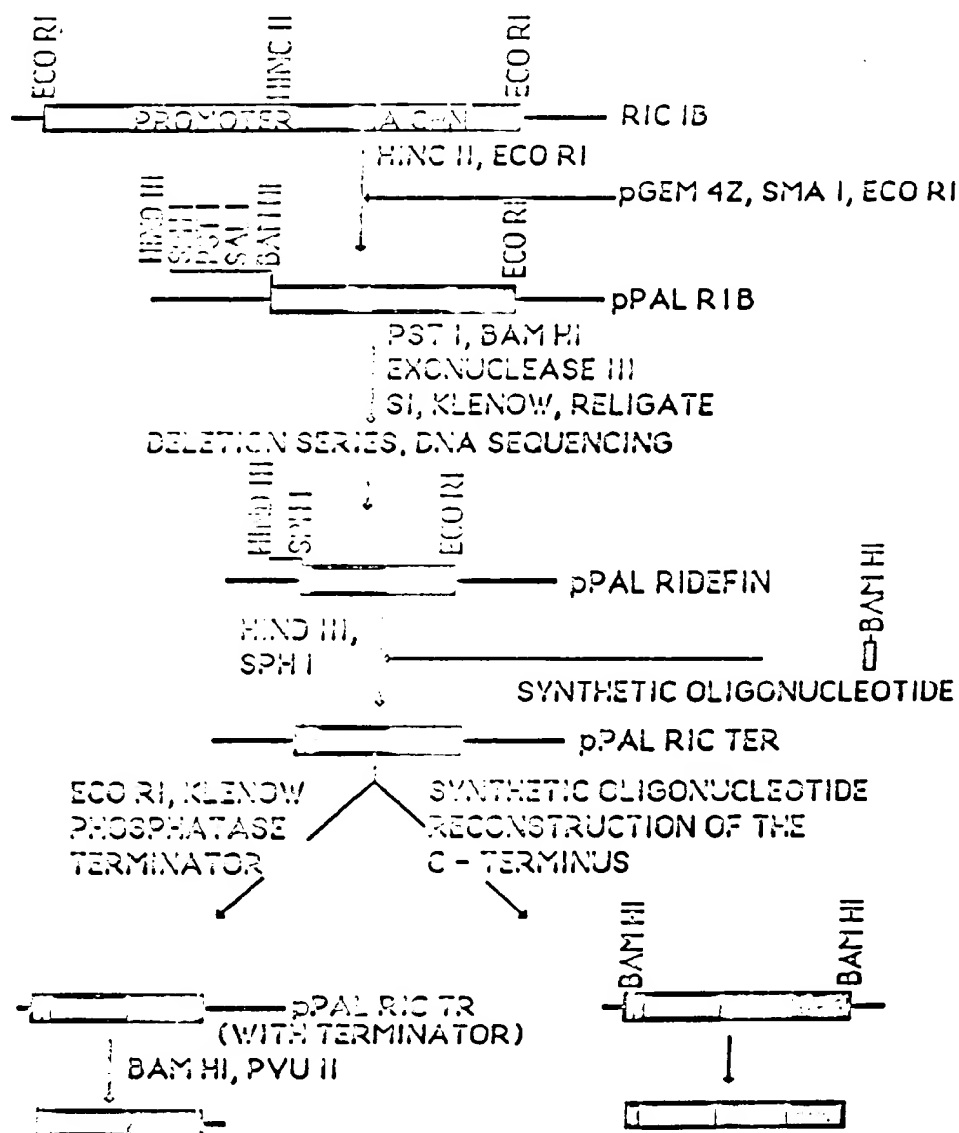 ECO RI
HINC II
ECO RI
PROMOTER
A CHN
RIC IB
HINC II, ECO RI
pGEM 4Z, SMA I, ECO RI
HIND III
SPH I
PST I
SAL I
BAM HI
ECO RI
pPAL RIB
PST I, BAM HI
EXONUCLEASE III
SI, KLENOW, RELIGATE
DELETION SERIES, DNA SEQUENCING
HIND III
SPH I
ECO RI
pPAL RIDEFIN
BAM HI
HIND III,
SPH I
SYNTHETIC OLIGONUCLEOTIDE
pPAL RIC TER
ECO RI, KLENOW
PHOSPHATASE
TERMINATOR
SYNTHETIC OLIGONUCLEOTIDE
RECONSTRUCTION OF THE
C - TERMINUS
BAM HI
BAM HI
pPAL RIC TR
(WITH TERMINATOR)
BAM HI, PVU II